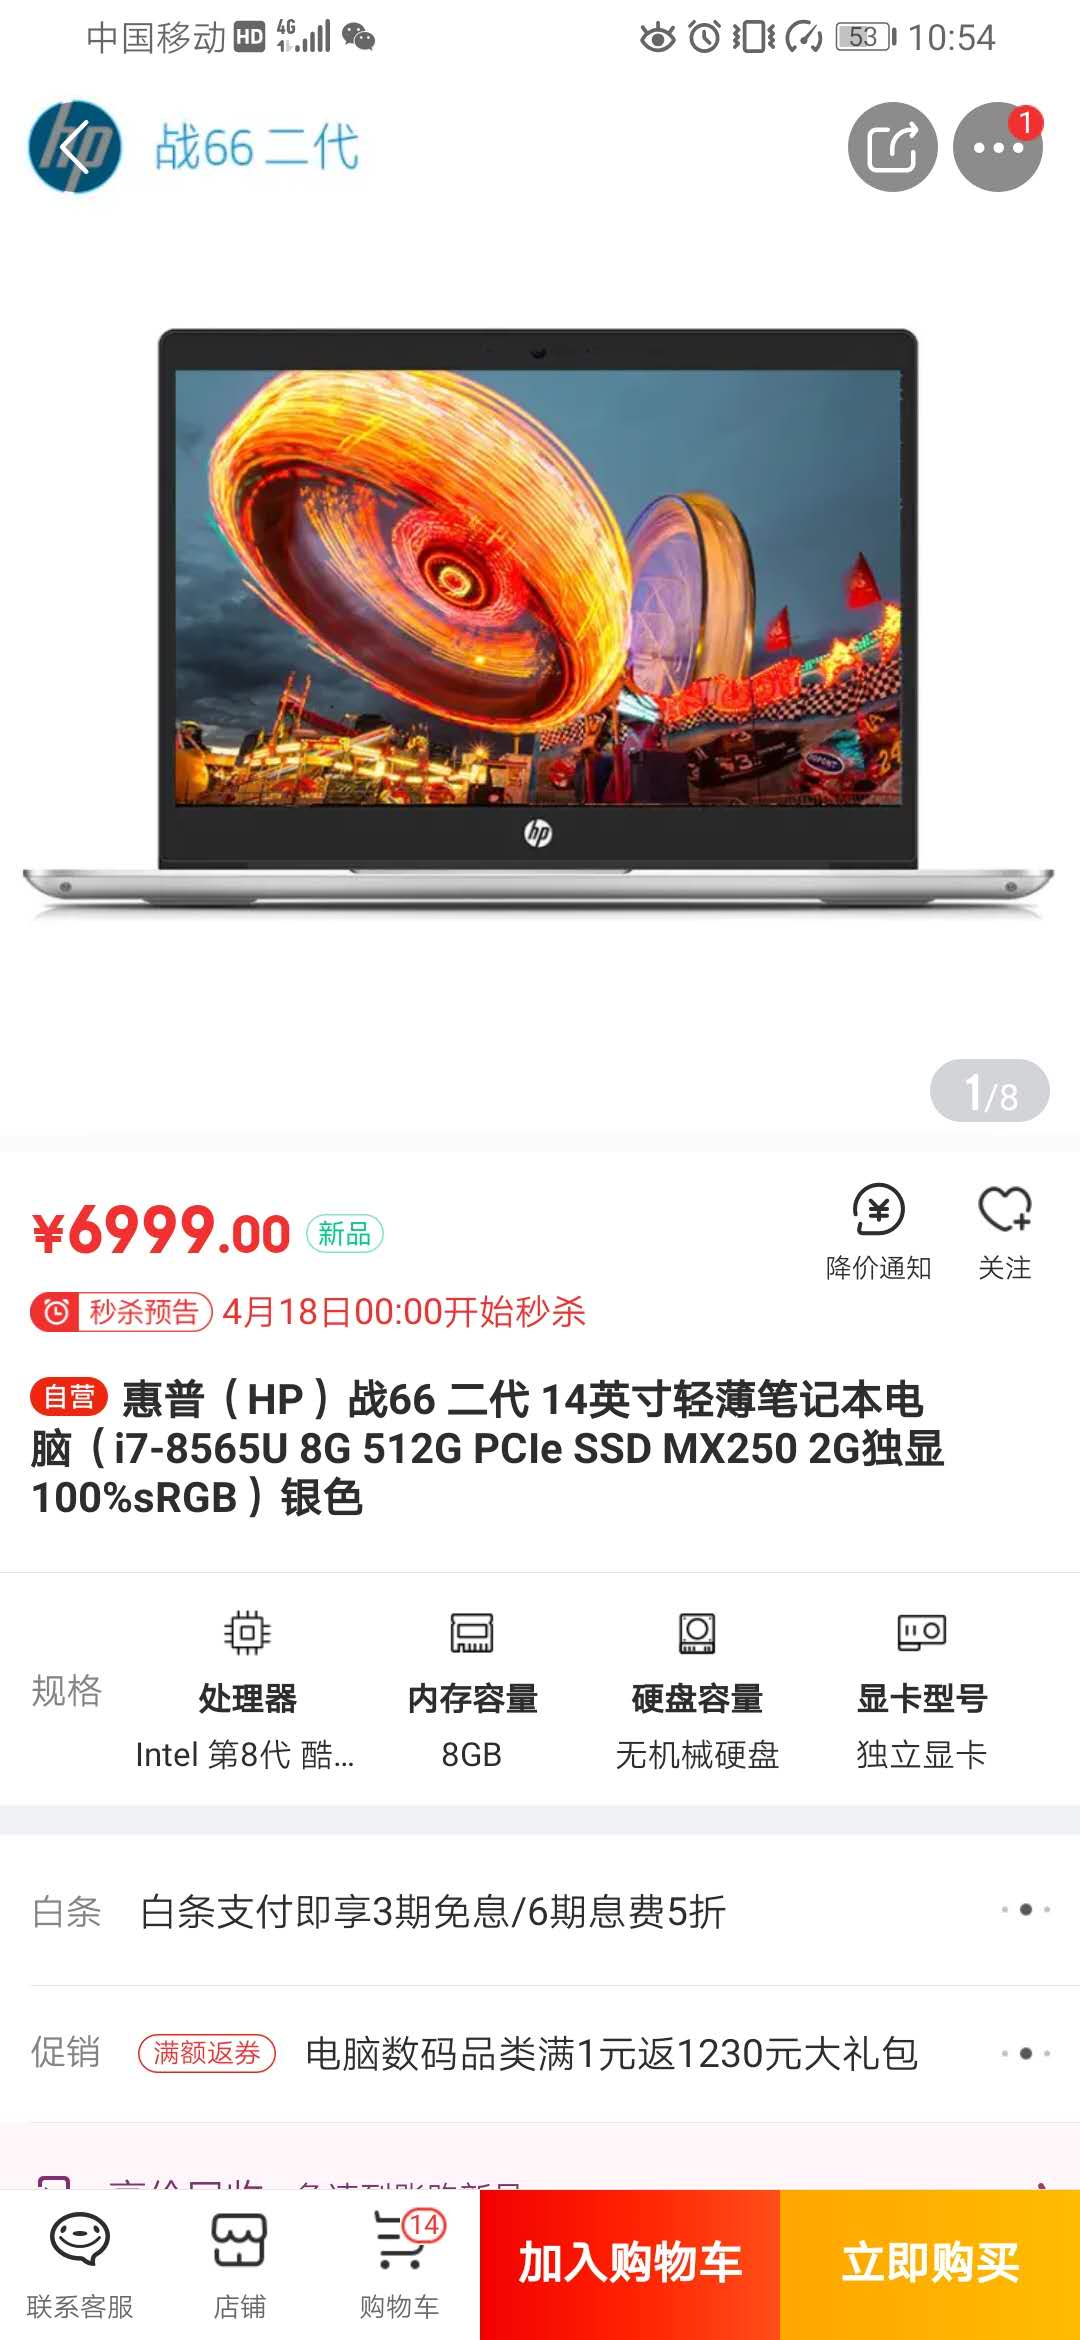 中国移动 HD 4G 53 10:54
hp 战66 二代 1
DUPONT
hp
1/8
¥6999.00 新品
降价通知 关注
秒杀预告 4月18日00:00开始秒杀
自营 惠普（HP）战66 二代 14英寸轻薄笔记本电
脑（i7-8565U 8G 512G PCIe SSD MX250 2G独显
100%sRGB）银色
规格
处理器 内存容量 硬盘容量 显卡型号
Intel 第8代 酷... 8GB 无机械硬盘 独立显卡
白条 白条支付即享3期免息/6期息费5折
促销 满额返券 电脑数码品类满1元返1230元大礼包
14
联系客服 店铺 购物车 加入购物车 立即购买